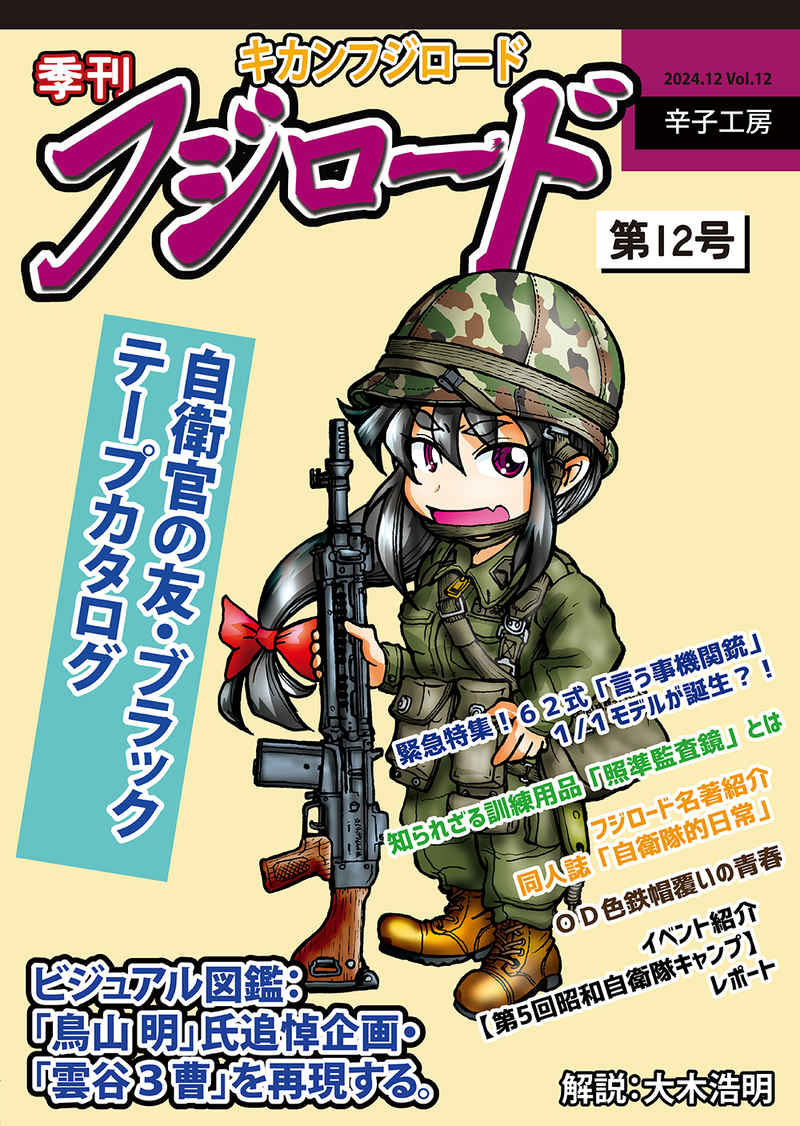 季刊
キカンフジロード
フジロード
2024.12 Vol.12
辛子工房
第12号
自衛官の友・ブラック
テープカタログ
緊急特集！６２式「言う事機関銃」
１/１モデルが誕生？！
知られざる訓練用品「照準監査鏡」とは
フジロード名著紹介
同人誌「自衛隊的日常」
ＯＤ色鉄帽覆いの青春
イベント紹介
【第5回昭和自衛隊キャンプ】
レポート
ビジュアル図鑑：
「鳥山 明」氏追悼企画・
「雲谷３曹」を再現する。
解説：大木浩明